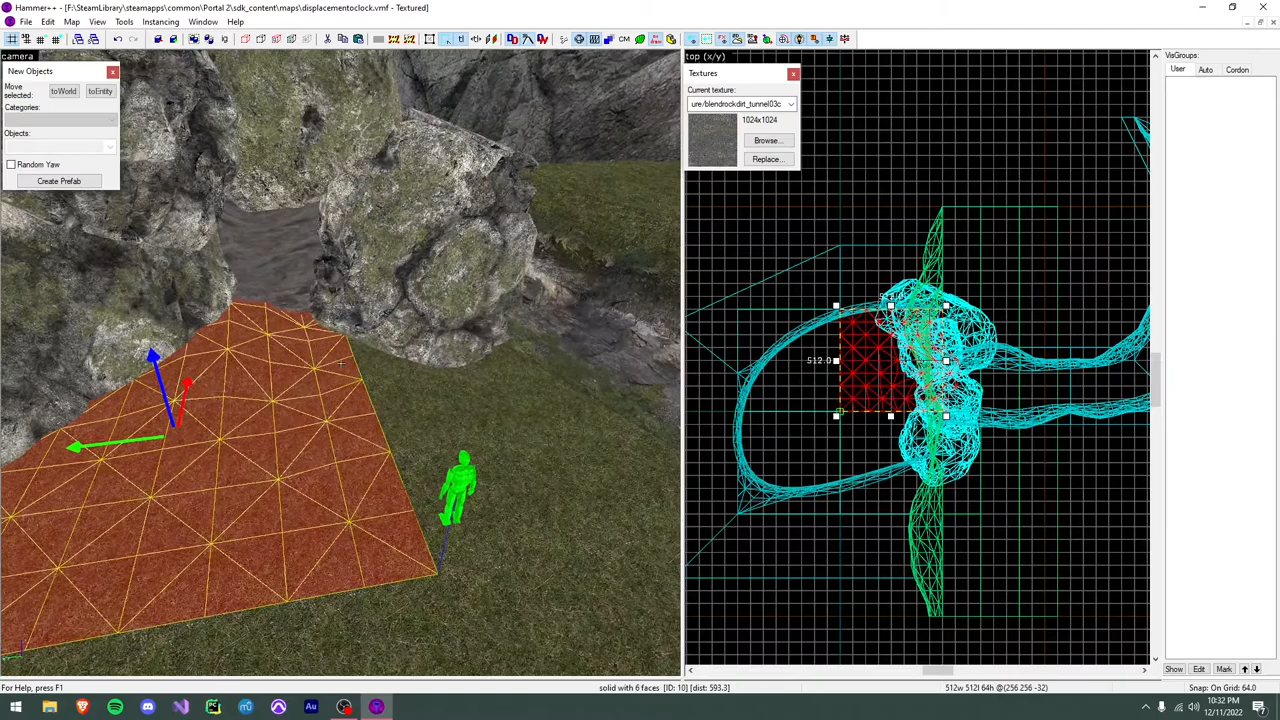 Hammer++ - [F:\SteamLibrary\steamapps\common\Portal 2\sdk_content\maps\displacementoclock.vmf - Textured]
File Edit Map View Tools Instancing Window Help
camera
New Objects
Move selected:
toWorld
toEntity
Categories:
Objects:
Random Yaw
Create Prefab
top (x/y)
Textures
Current texture:
ure/blendrockdirt_tunnel03c
1024x1024
Browse...
Replace...
512.0
VisGroups:
User Auto Cordon
Show Edit Mark
For Help, press F1
solid with 6 faces [ID: 10] [dist: 593.3]
512w 512l 64h @(256 256 -32)
Snap: On Grid: 64.0
10:32 PM
12/11/2022